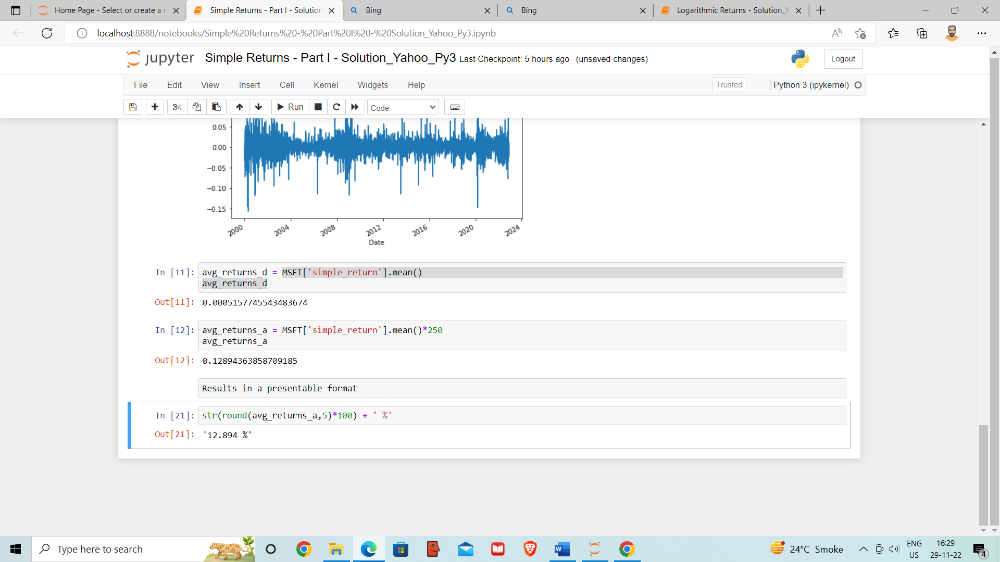 Home Page - Select or create a n
Simple Returns - Part I - Solution
Bing
Bing
Logarithmic Returns - Solution_Y
localhost:8888/notebooks/Simple%20Returns%20-%20Part%20I%20-%20Solution_Yahoo_Py3.ipynb
jupyter Simple Returns - Part I - Solution_Yahoo_Py3 Last Checkpoint: 5 hours ago (unsaved changes)
Logout
File Edit View Insert Cell Kernel Widgets Help
Trusted
Python 3 (ipykernel)
Run
Code
0.05
0.00
−0.05
−0.10
−0.15
2000 2004 2008 2012 2016 2020 2024
Date
In [11]: avg_returns_d = MSFT['simple_return'].mean()
avg_returns_d
Out[11]: 0.0005157745543483674
In [12]: avg_returns_a = MSFT['simple_return'].mean()*250
avg_returns_a
Out[12]: 0.12894363858709185
Results in a presentable format
In [21]: str(round(avg_returns_a,5)*100) + ' %'
Out[21]: '12.894 %'
Type here to search
24°C Smoke
ENG
US
16:29
29-11-22
4